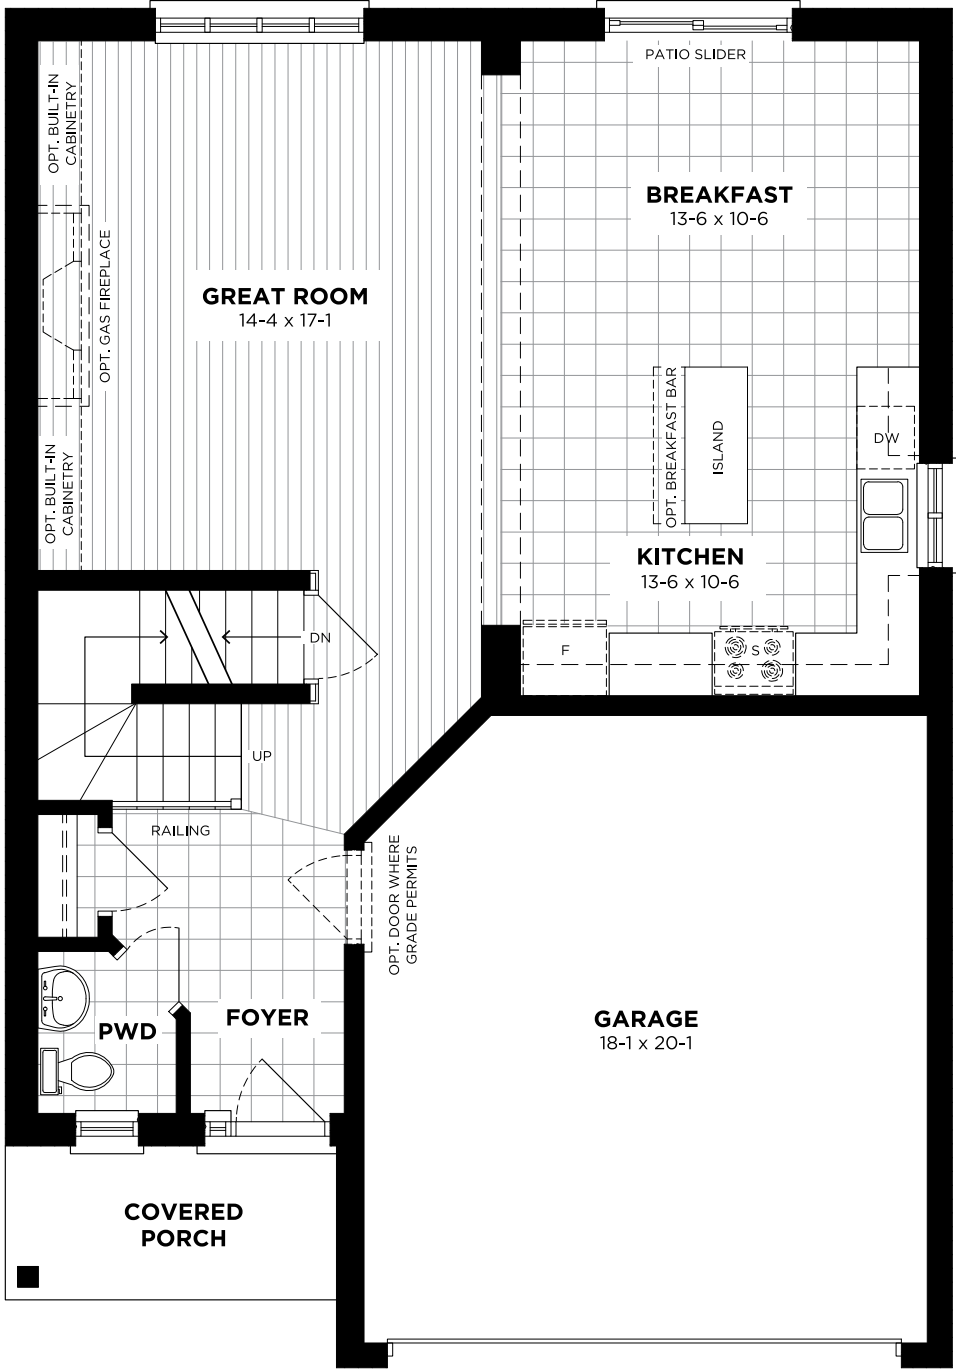 PATIO SLIDER
OPT. BUILT-IN
CABINETRY
BREAKFAST
13-6 x 10-6
OPT. GAS FIREPLACE
GREAT ROOM
14-4 x 17-1
OPT. BREAKFAST BAR
ISLAND
DW
OPT. BUILT-IN
CABINETRY
KITCHEN
13-6 x 10-6
DN
F
S
UP
RAILING
OPT. DOOR WHERE
GRADE PERMITS
PWD
FOYER
GARAGE
18-1 x 20-1
COVERED
PORCH